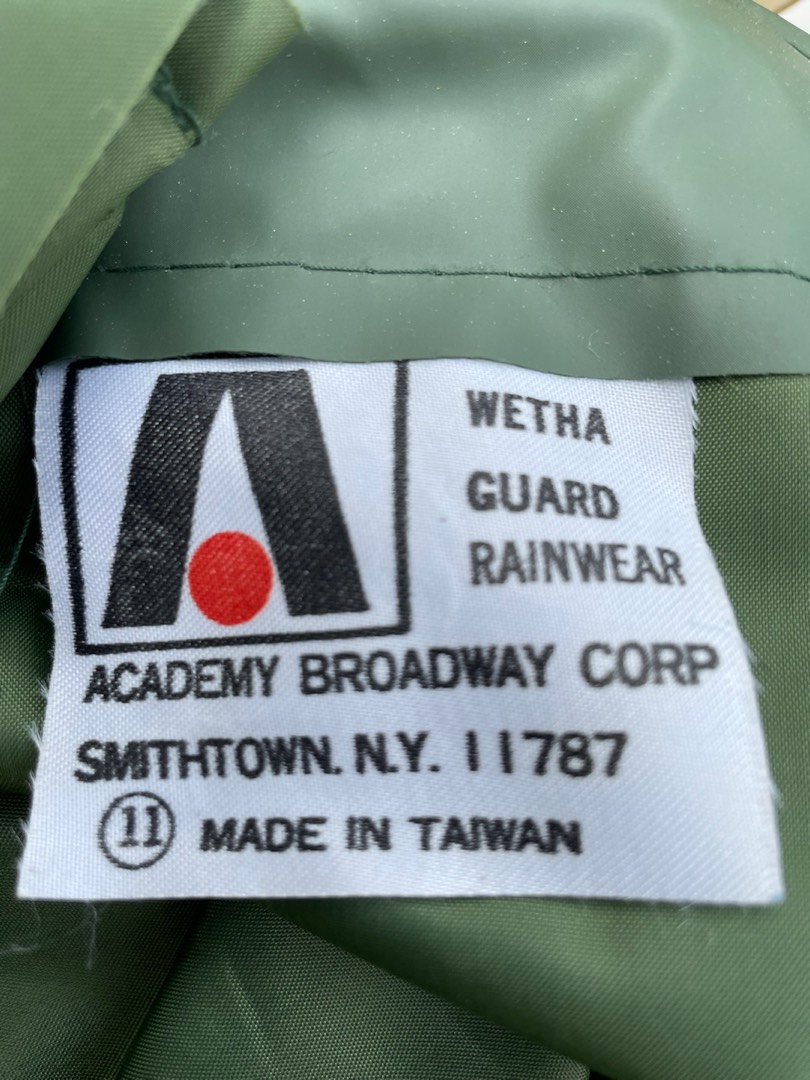 WETHA
GUARD
RAINWEAR
ACADEMY BROADWAY CORP
SMITHTOWN. N.Y. 11787
11 MADE IN TAIWAN